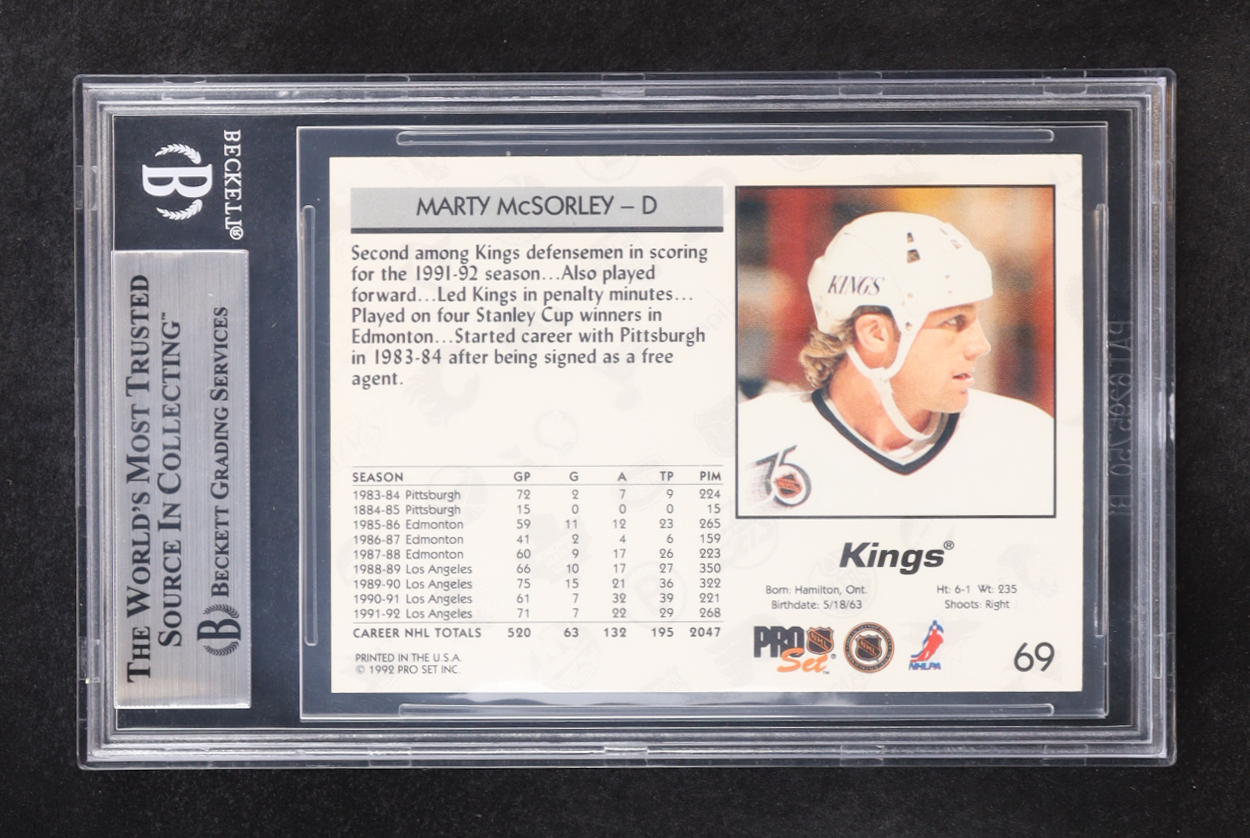 BECKETT®
B
THE WORLD'S MOST TRUSTED
SOURCE IN COLLECTING™
B BECKETT GRADING SERVICES
MARTY McSORLEY – D
Second among Kings defensemen in scoring
for the 1991-92 season...Also played
forward...Led Kings in penalty minutes...
Played on four Stanley Cup winners in
Edmonton...Started career with Pittsburgh
in 1983-84 after being signed as a free
agent.
SEASON GP G A TP PIM
1983-84 Pittsburgh 72 2 7 9 224
1884-85 Pittsburgh 15 0 0 0 15
1985-86 Edmonton 59 11 12 23 265
1986-87 Edmonton 41 2 4 6 159
1987-88 Edmonton 60 9 17 26 223
1988-89 Los Angeles 66 10 17 27 350
1989-90 Los Angeles 75 15 21 36 322
1990-91 Los Angeles 61 7 32 39 221
1991-92 Los Angeles 71 7 22 29 268
CAREER NHL TOTALS 520 63 132 195 2047
PRINTED IN THE U.S.A.
© 1992 PRO SET INC.
KINGS
75
Kings®
Born: Hamilton, Ont. Ht: 6-1 Wt: 235
Birthdate: 5/18/63 Shoots: Right
PRO
Set™
NHL
NHLPA
69